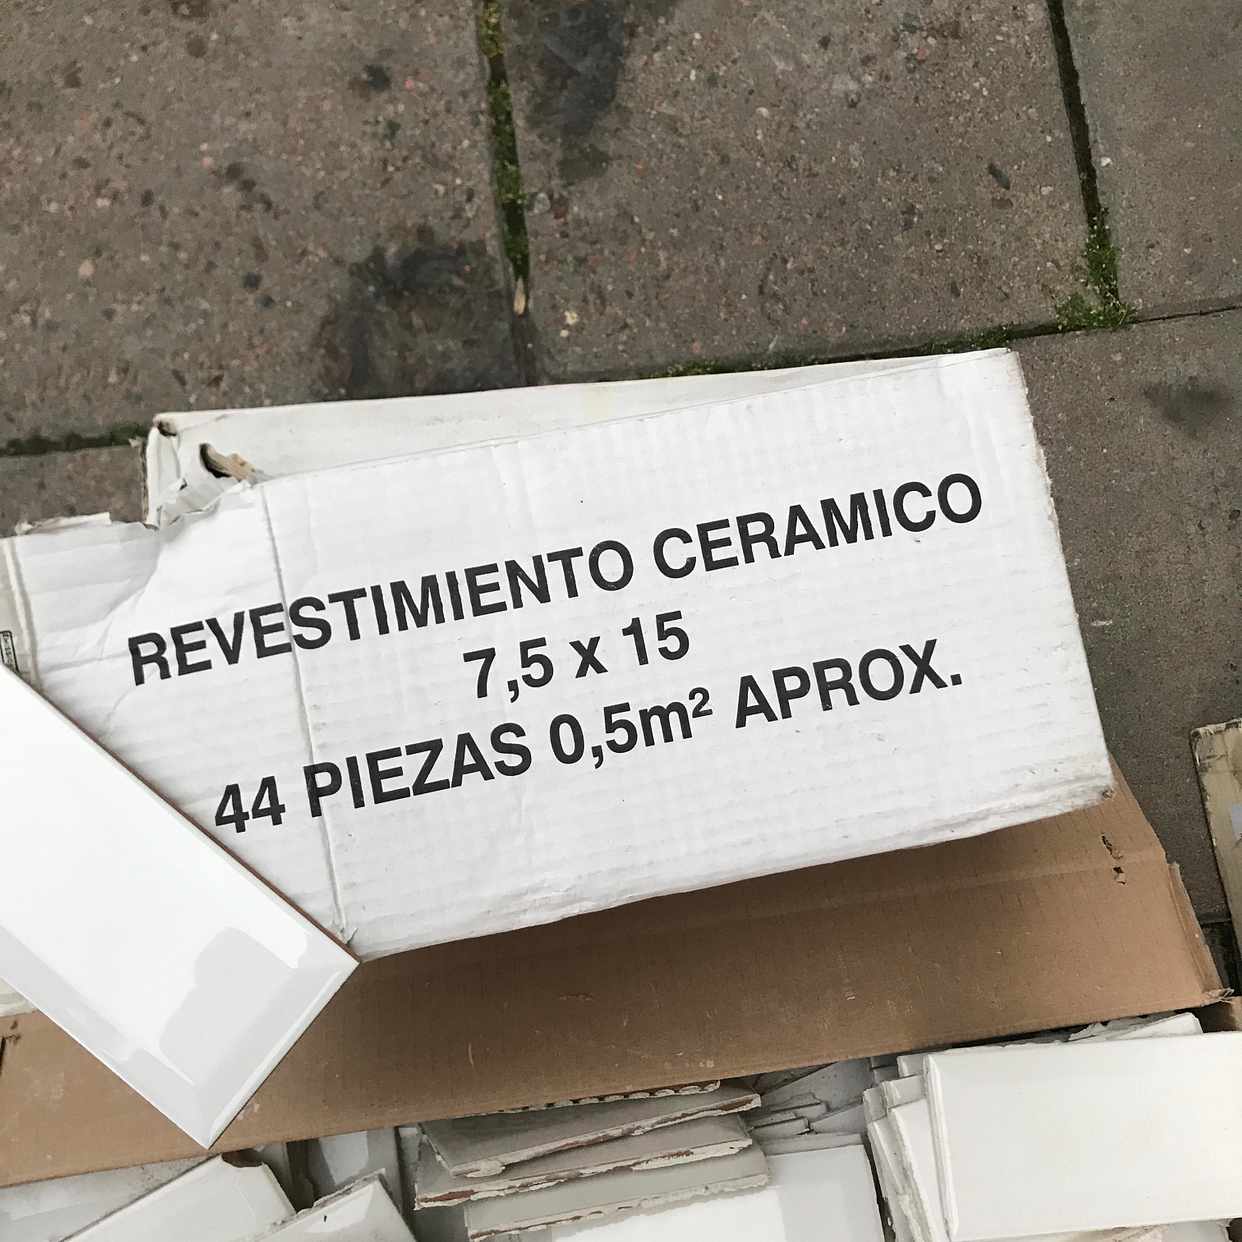 REVESTIMIENTO CERAMICO
7,5 x 15
44 PIEZAS 0,5m² APROX.